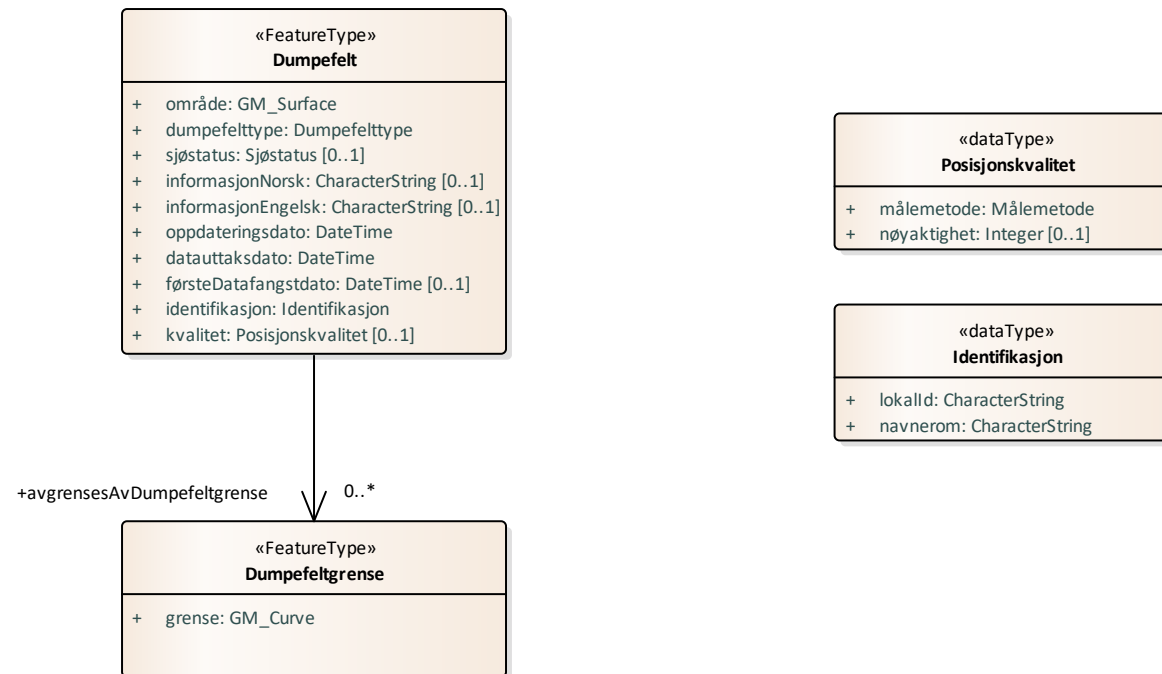 «FeatureType»
Dumpefelt
+ område: GM_Surface
+ dumpefelttype: Dumpefelttype
+ sjøstatus: Sjøstatus [0..1]
+ informasjonNorsk: CharacterString [0..1]
+ informasjonEngelsk: CharacterString [0..1]
+ oppdateringsdato: DateTime
+ datauttaksdato: DateTime
+ førsteDatafangstdato: DateTime [0..1]
+ identifikasjon: Identifikasjon
+ kvalitet: Posisjonskvalitet [0..1]
+avgrensesAvDumpefeltgrense 0..*
«FeatureType»
Dumpefeltgrense
+ grense: GM_Curve
«dataType»
Posisjonskvalitet
+ målemetode: Målemetode
+ nøyaktighet: Integer [0..1]
«dataType»
Identifikasjon
+ lokalId: CharacterString
+ navnerom: CharacterString